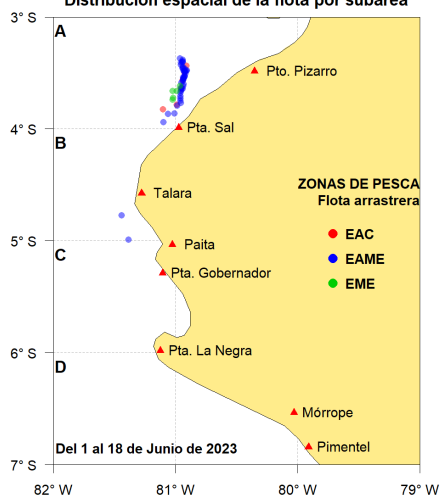 Distribución espacial de la flota por subárea
3° S
A
Pto. Pizarro
Pta. Sal
4° S
B
ZONAS DE PESCA
Flota arrastrera
Talara
EAC
5° S
Paita
C
EAME
Pta. Gobernador
EME
6° S
Pta. La Negra
D
Mórrope
Del 1 al 18 de Junio de 2023
Pimentel
7° S
82° W
81° W
80° W
79° W